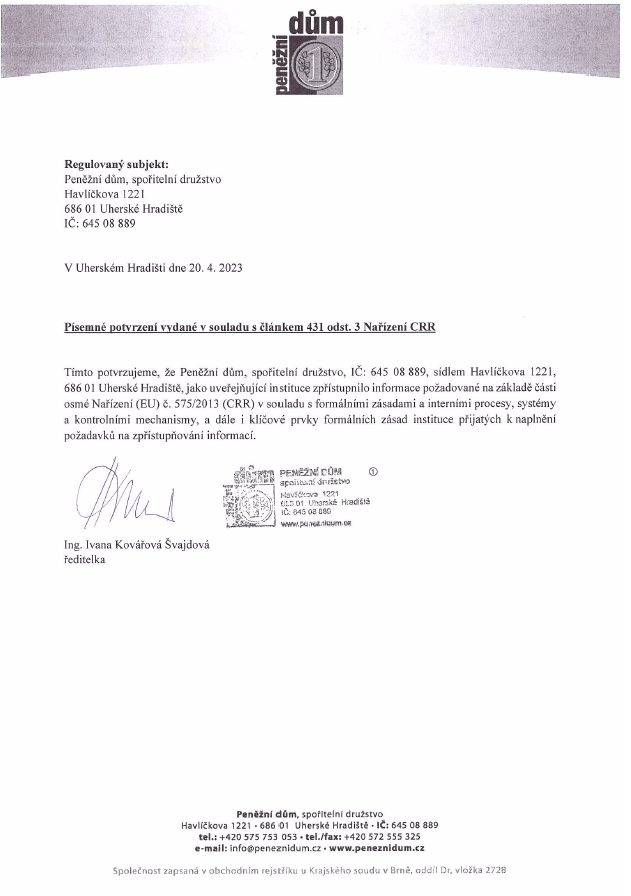 dům
peněžní
1
Regulovaný subjekt:
Peněžní dům, spořitelní družstvo
Havlíčkova 1221
686 01 Uherské Hradiště
IČ: 645 08 889
V Uherském Hradišti dne 20. 4. 2023
Písemné potvrzení vydané v souladu s článkem 431 odst. 3 Nařízení CRR
Tímto potvrzujeme, že Peněžní dům, spořitelní družstvo, IČ: 645 08 889, sídlem Havlíčkova 1221,
686 01 Uherské Hradiště, jako uveřejňující instituce zpřístupnilo informace požadované na základě části
osmé Nařízení (EU) č. 575/2013 (CRR) v souladu s formálními zásadami a interními procesy, systémy
a kontrolními mechanismy, a dále i klíčové prvky formálních zásad instituce přijatých k naplnění
požadavků na zpřístupňování informací.
PENĚŽNÍ DŮM ①
spořitelní družstvo
Havlíčkova 1221
686 01 Uherské Hradiště
IČ: 645 08 889
www.peneznidum.cz
Ing. Ivana Kovářová Švajdová
ředitelka
Peněžní dům, spořitelní družstvo
Havlíčkova 1221 · 686 01 Uherské Hradiště · IČ: 645 08 889
tel.: +420 575 753 053 · tel./fax: +420 572 555 325
e-mail: info@peneznidum.cz · www.peneznidum.cz
Společnost zapsaná v obchodním rejstříku u Krajského soudu v Brně, oddíl Dr, vložka 2728